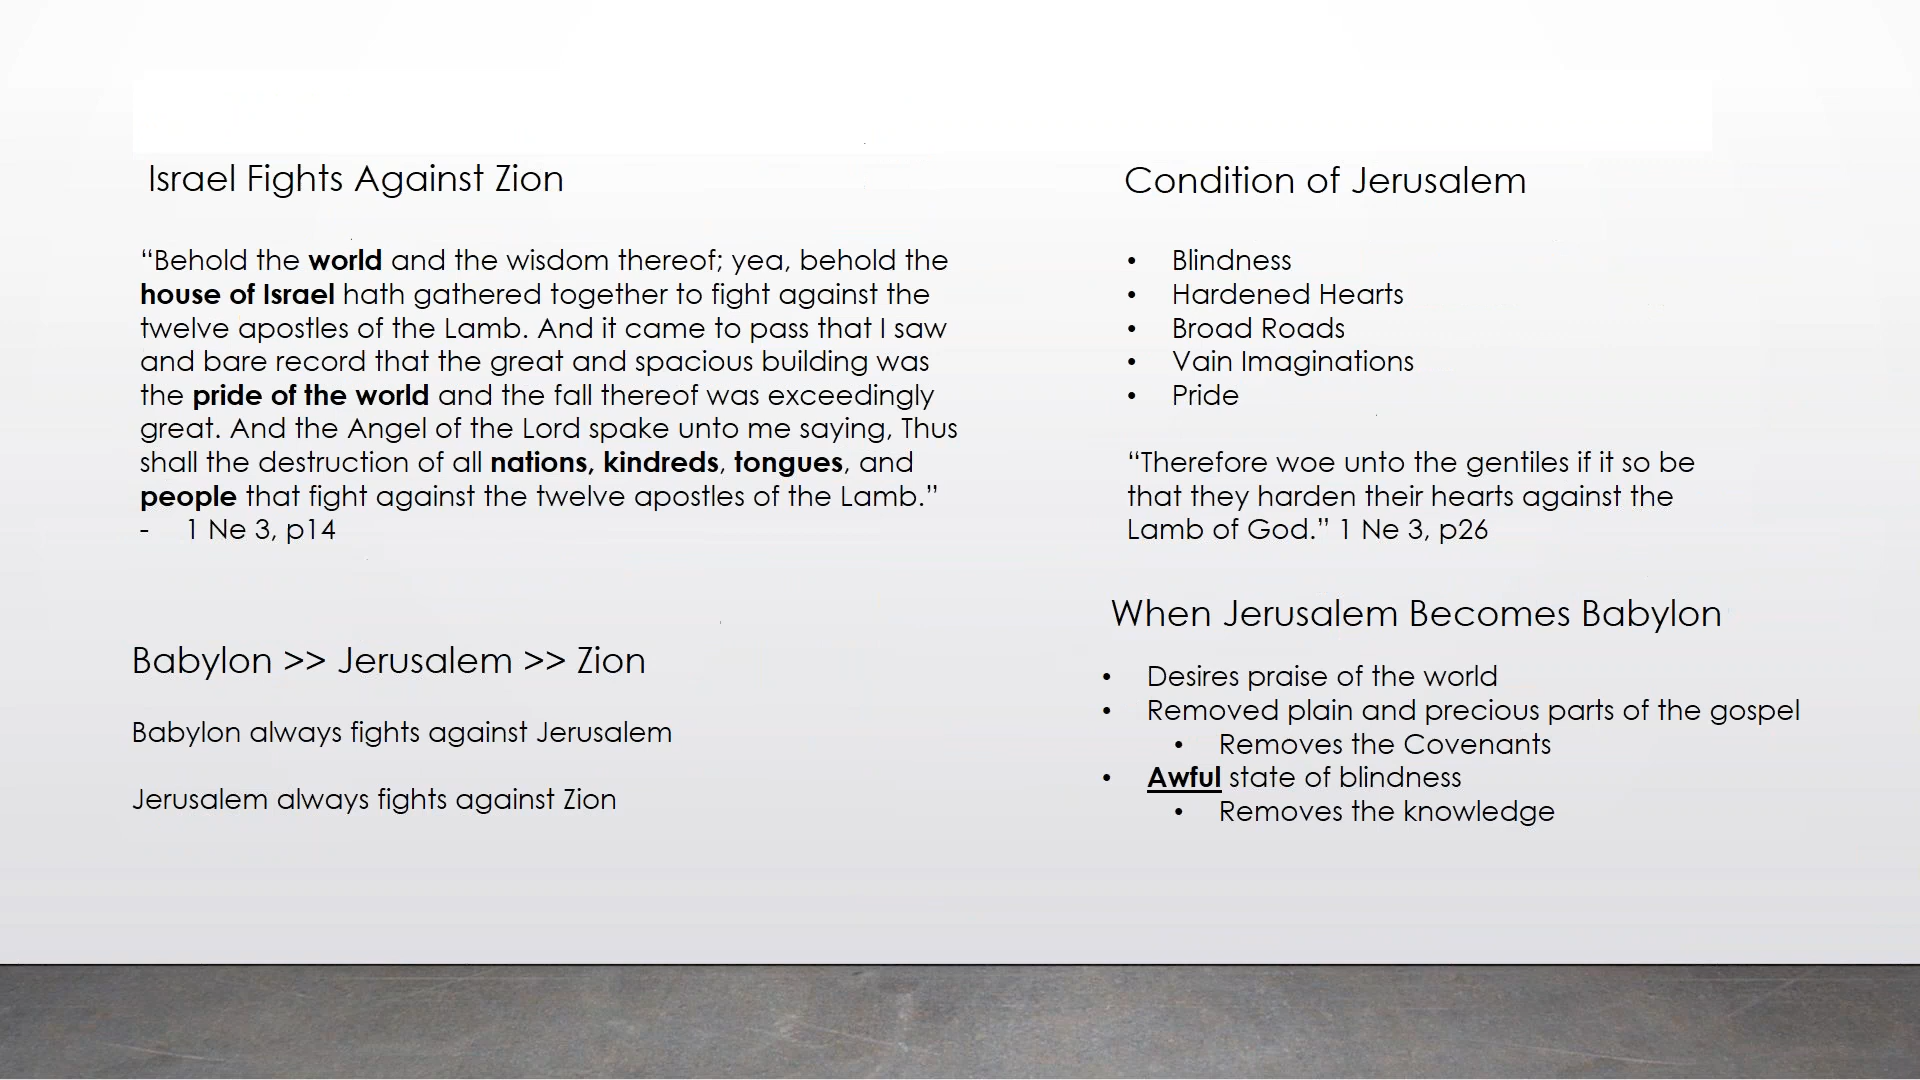 Israel Fights Against Zion
“Behold the world and the wisdom thereof; yea, behold the
house of Israel hath gathered together to fight against the
twelve apostles of the Lamb. And it came to pass that I saw
and bare record that the great and spacious building was
the pride of the world and the fall thereof was exceedingly
great. And the Angel of the Lord spake unto me saying, Thus
shall the destruction of all nations, kindreds, tongues, and
people that fight against the twelve apostles of the Lamb.”
- 1 Ne 3, p14
Babylon >> Jerusalem >> Zion
Babylon always fights against Jerusalem
Jerusalem always fights against Zion
Condition of Jerusalem
• Blindness
• Hardened Hearts
• Broad Roads
• Vain Imaginations
• Pride
“Therefore woe unto the gentiles if it so be
that they harden their hearts against the
Lamb of God.” 1 Ne 3, p26
When Jerusalem Becomes Babylon
• Desires praise of the world
• Removed plain and precious parts of the gospel
• Removes the Covenants
• Awful state of blindness
• Removes the knowledge